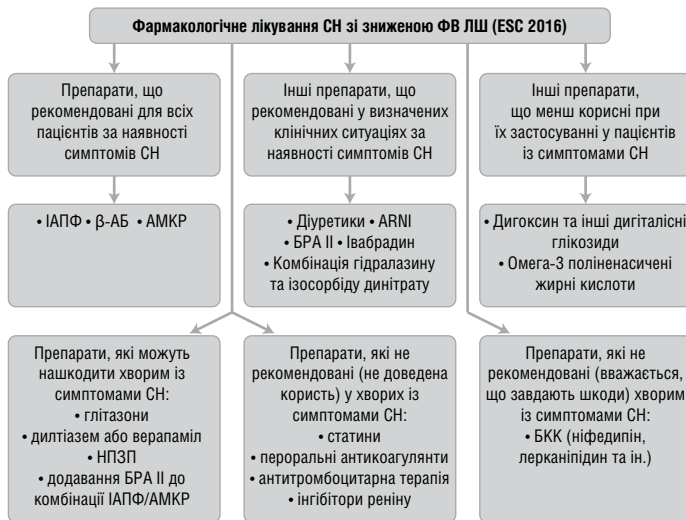 Фармакологічне лікування СН зі зниженою ФВ ЛШ (ESC 2016)
Препарати, що
рекомендовані для всіх
пацієнтів за наявності
симптомів СН
Інші препарати, що
рекомендовані у визначених
клінічних ситуаціях за
наявності симптомів СН
Інші препарати,
що менш корисні при
їх застосуванні у пацієнтів
із симптомами СН
• ІАПФ • β-АБ • АМКР
• Діуретики • ARNI
• БРА II • Івабрадин
• Комбінація гідралазину
та ізосорбіду динітрату
• Дигоксин та інші дигіталісні
глікозиди
• Омега-3 поліненасичені
жирні кислоти
Препарати, які можуть
нашкодити хворим із
симптомами СН:
• глітазони
• дилтіазем або верапаміл
• НПЗП
• додавання БРА II до
комбінації ІАПФ/АМКР
Препарати, які не
рекомендовані (не доведена
користь) у хворих із
симптомами СН:
• статини
• пероральні антикоагулянти
• антитромбоцитарна терапія
• інгібітори реніну
Препарати, які не
рекомендовані (вважається,
що завдають шкоди) хворим
із симптомами СН:
• БКК (ніфедипін,
лерканіпідин та ін.)